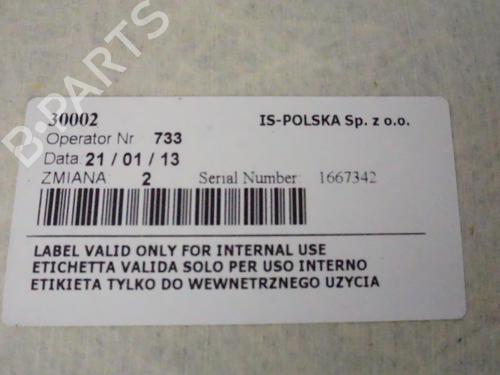 B-PARTS
30002 IS-POLSKA Sp. z o.o.
Operator Nr 733
Data: 21 / 01 / 13
ZMIANA: 2 Serial Number: 1667342
LABEL VALID ONLY FOR INTERNAL USE
ETICHETTA VALIDA SOLO PER USO INTERNO
ETIKIETA TYLKO DO WEWNETRZNEGO UZYCIA